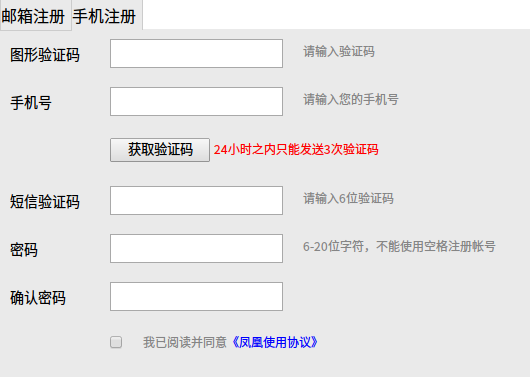 邮箱注册 手机注册
图形验证码 请输入验证码
手机号 请输入您的手机号
获取验证码 24小时之内只能发送3次验证码
短信验证码 请输入6位验证码
密码 6-20位字符，不能使用空格注册帐号
确认密码
我已阅读并同意《凤凰使用协议》